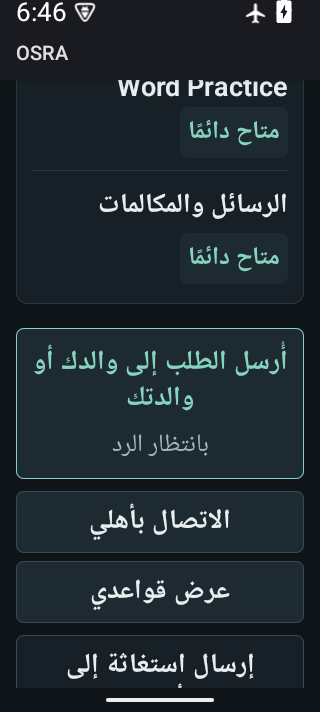 6:46
OSRA
Word Practice
متاح دائمًا
الرسائل والمكالمات
متاح دائمًا
أُرسل الطلب إلى والدك أو
والدتك
بانتظار الرد
الاتصال بأهلي
عرض قواعدي
إرسال استغاثة إلى